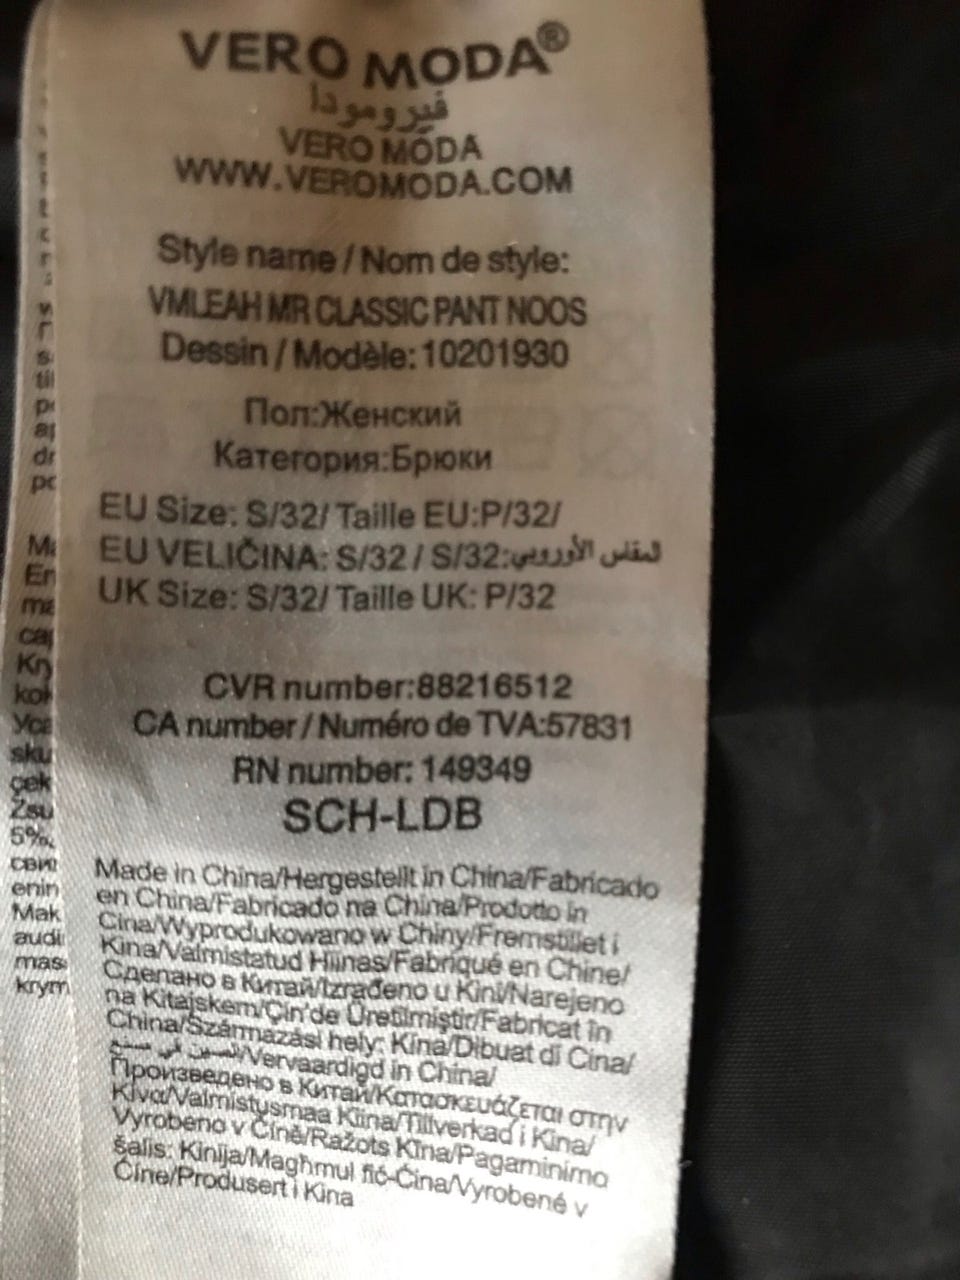 VERO MODA®
فيرومودا
VERO MODA
WWW.VEROMODA.COM
Style name / Nom de style:
VMLEAH MR CLASSIC PANT NOOS
Dessin / Modèle: 10201930
Пол:Женский
Категория:Брюки
EU Size: S/32/ Taille EU:P/32/
EU VELIČINA: S/32 / S/32:المقاس الأوروبي
UK Size: S/32/ Taille UK: P/32
CVR number:88216512
CA number / Numéro de TVA:57831
RN number: 149349
SCH-LDB
Made in China/Hergestellt in China/Fabricado
en China/Fabricado na China/Prodotto in
Cina/Wyprodukowano w Chiny/Fremstillet i
Kina/Valmistatud Hiinas/Fabriqué en Chine/
Сделано в Китай/Izrađeno u Kini/Narejeno
na Kitajskem/Çin'de Üretilmiştir/Fabricat în
China/Származási hely: Kína/Dibuat di Cina/
صنع في الصين/Vervaardigd in China/
Произведено в Китай/Κατασκευάζεται στην
Κίνα/Valmistusmaa Kiina/Tillverkad i Kina/
Vyrobeno v Číně/Ražots Ķīna/Pagaminimo
šalis: Kinija/Magħmul fiċ-Ċina/Vyrobené v
Číne/Produsert i Kina